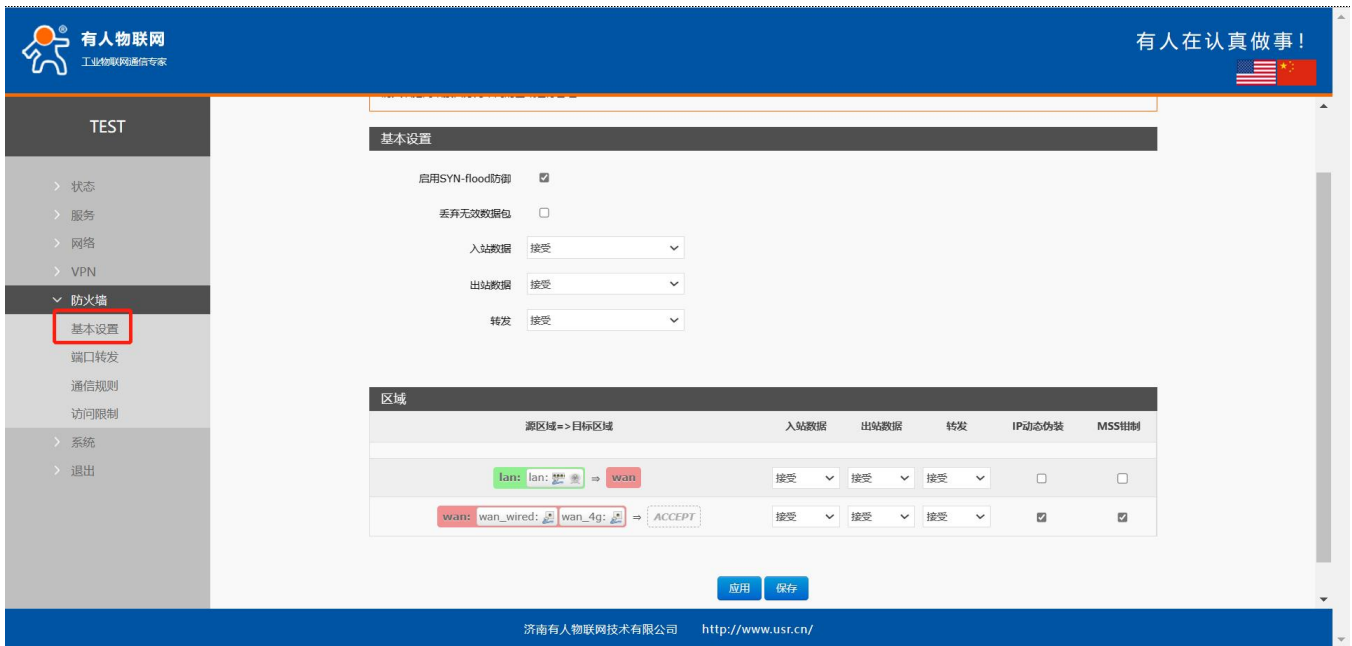 有人物联网
工业物联网通信专家
有人在认真做事!
TEST
状态
服务
网络
VPN
防火墙
基本设置
端口转发
通信规则
访问限制
系统
退出
基本设置
启用SYN-flood防御
丢弃无效数据包
入站数据 接受
出站数据 接受
转发 接受
区域
源区域=>目标区域 入站数据 出站数据 转发 IP动态伪装 MSS钳制
lan: lan: ⇒ wan 接受 接受 接受
wan: wan_wired: wan_4g: ⇒ ACCEPT 接受 接受 接受
应用 保存
济南有人物联网技术有限公司 http://www.usr.cn/